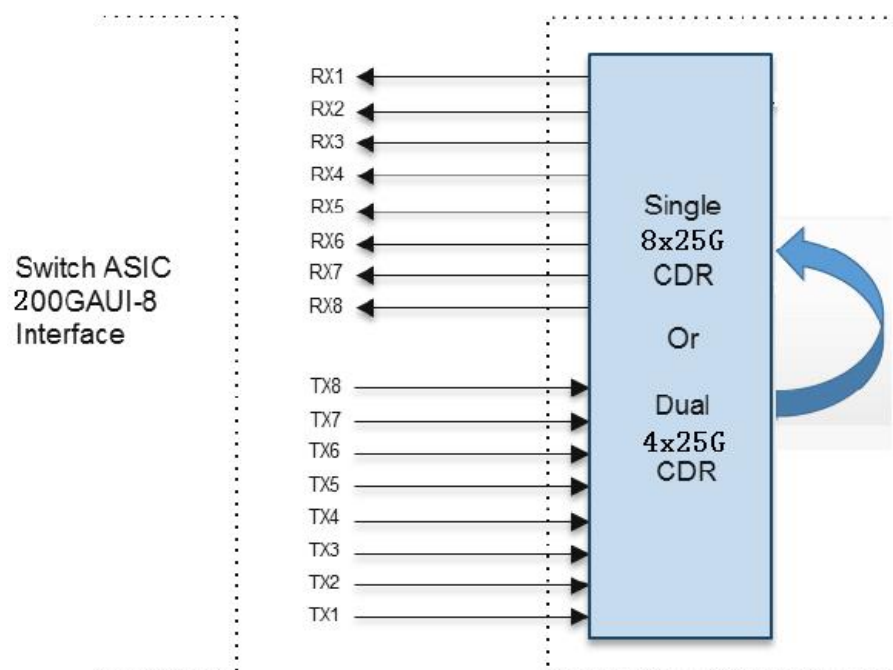 Switch ASIC
200GAUI-8
Interface
RX1
RX2
RX3
RX4
RX5
RX6
RX7
RX8
TX8
TX7
TX6
TX5
TX4
TX3
TX2
TX1
Single
8x25G
CDR
Or
Dual
4x25G
CDR